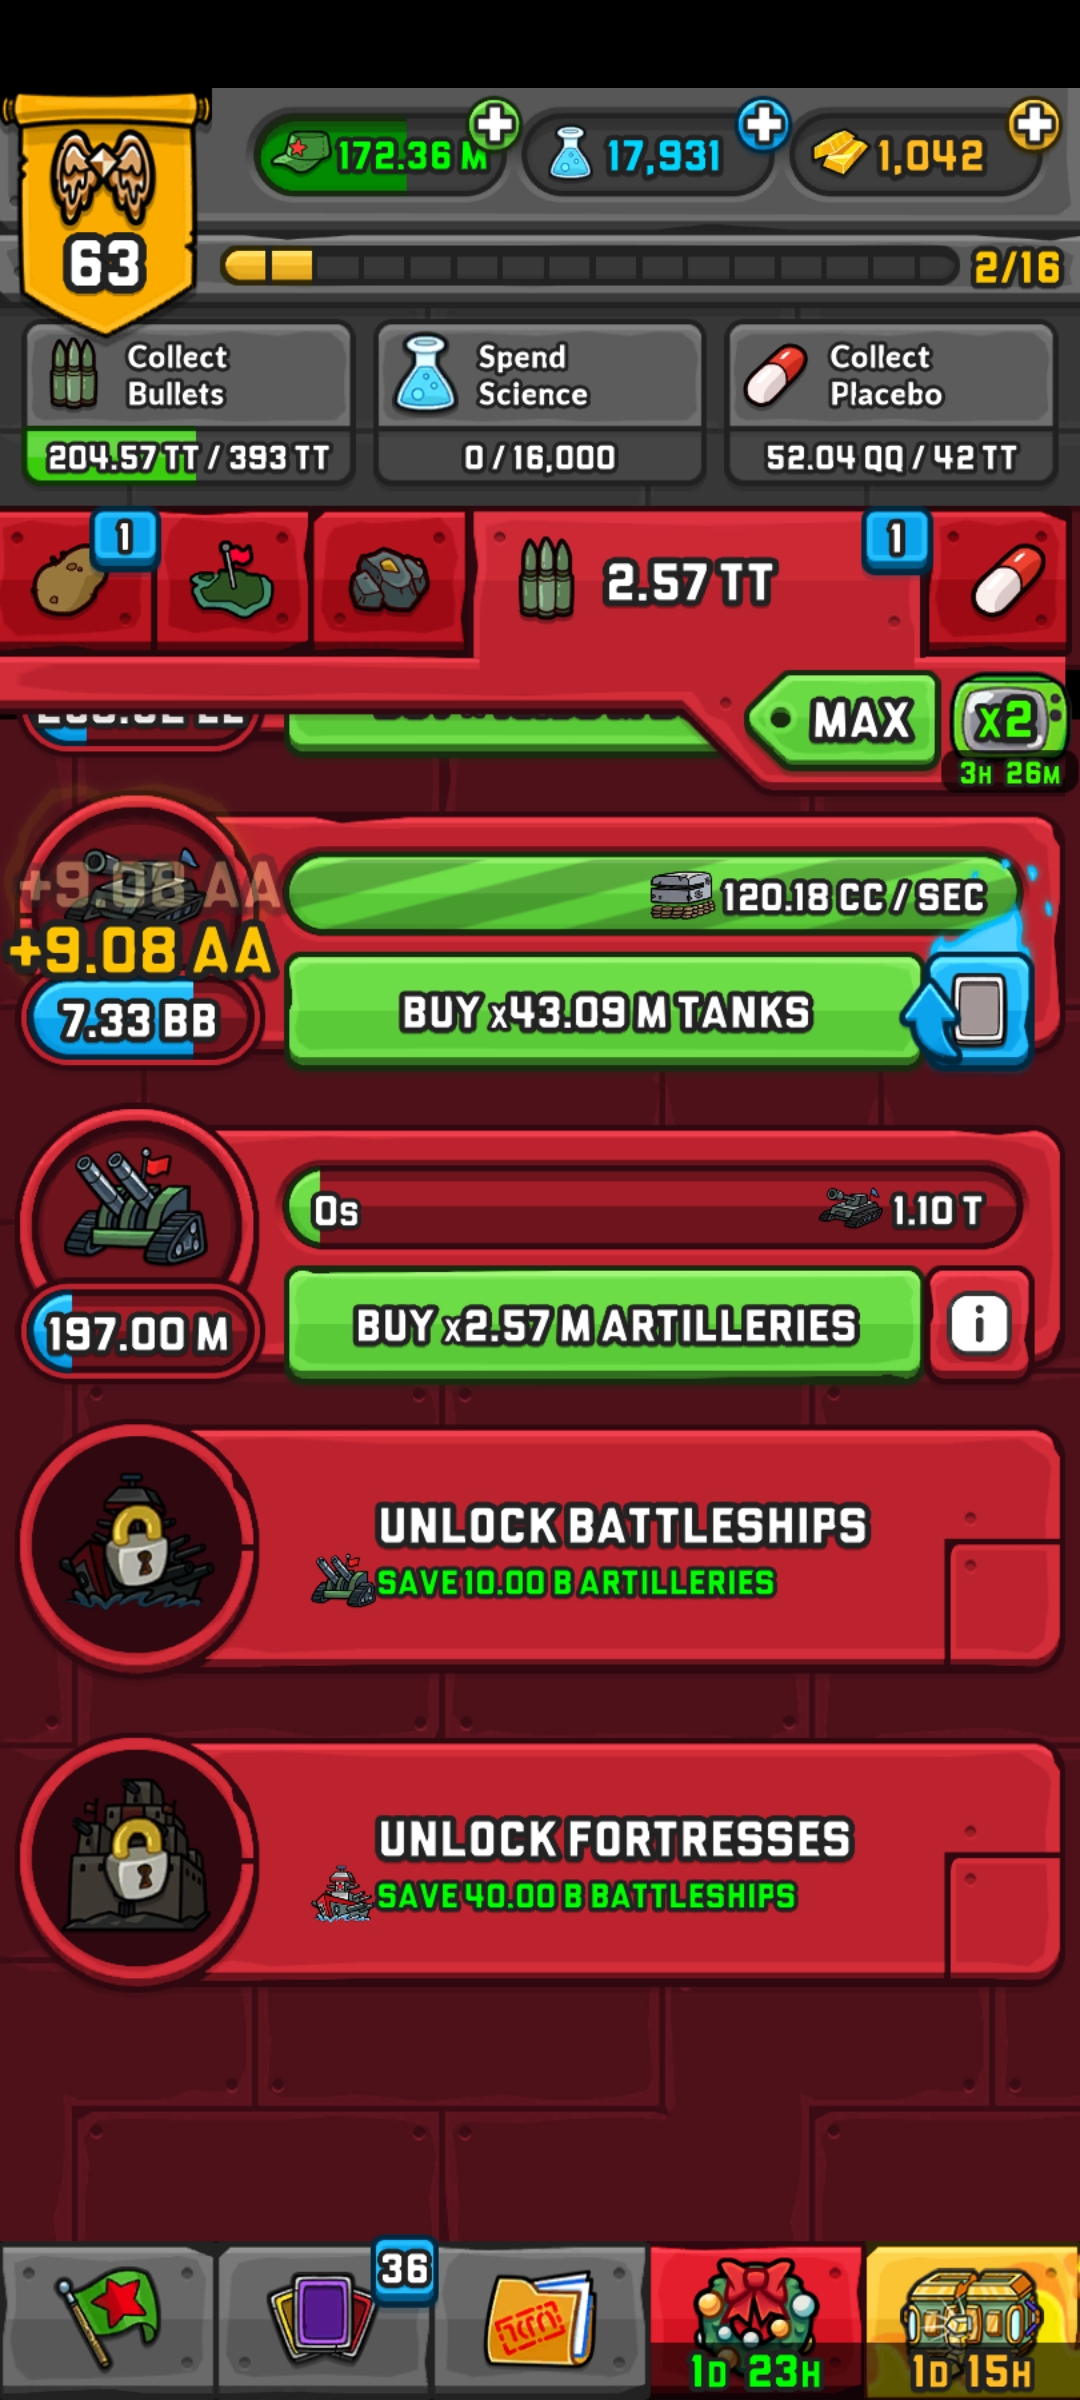 172.36 M
17,931
1,042
63
2/16
Collect
Bullets
204.57 TT / 393 TT
Spend
Science
0 / 16,000
Collect
Placebo
52.04 QQ / 42 TT
1
2.57 TT
1
MAX
x2
3H 26M
+9.08 AA
+9.08 AA
120.18 CC / SEC
7.33 BB
BUY x43.09 M TANKS
0s
1.10 T
197.00 M
BUY x2.57 M ARTILLERIES
i
UNLOCK BATTLESHIPS
SAVE 10.00 B ARTILLERIES
UNLOCK FORTRESSES
SAVE 40.00 B BATTLESHIPS
36
1D 23H
1D 15H